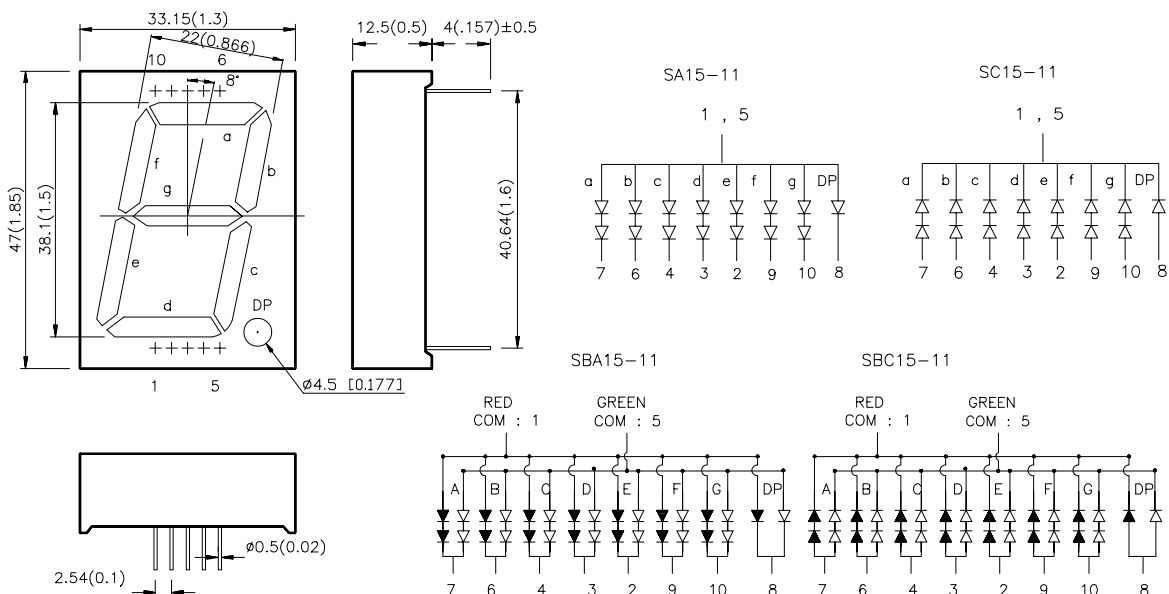 33.15(1.3)
22(0.866)
10 6
8°
a
f
b
g
e
c
d
DP
47(1.85)
38.1(1.5)
1 5
ø4.5 [0.177]
12.5(0.5) 4(.157)±0.5
40.64(1.6)
2.54(0.1)
ø0.5(0.02)
SA15-11
1 , 5
a b c d e f g DP
7 6 4 3 2 9 10 8
SC15-11
1 , 5
a b c d e f g DP
7 6 4 3 2 9 10 8
SBA15-11
RED GREEN
COM : 1 COM : 5
A B C D E F G DP
7 6 4 3 2 9 10 8
SBC15-11
RED GREEN
COM : 1 COM : 5
A B C D E F G DP
7 6 4 3 2 9 10 8